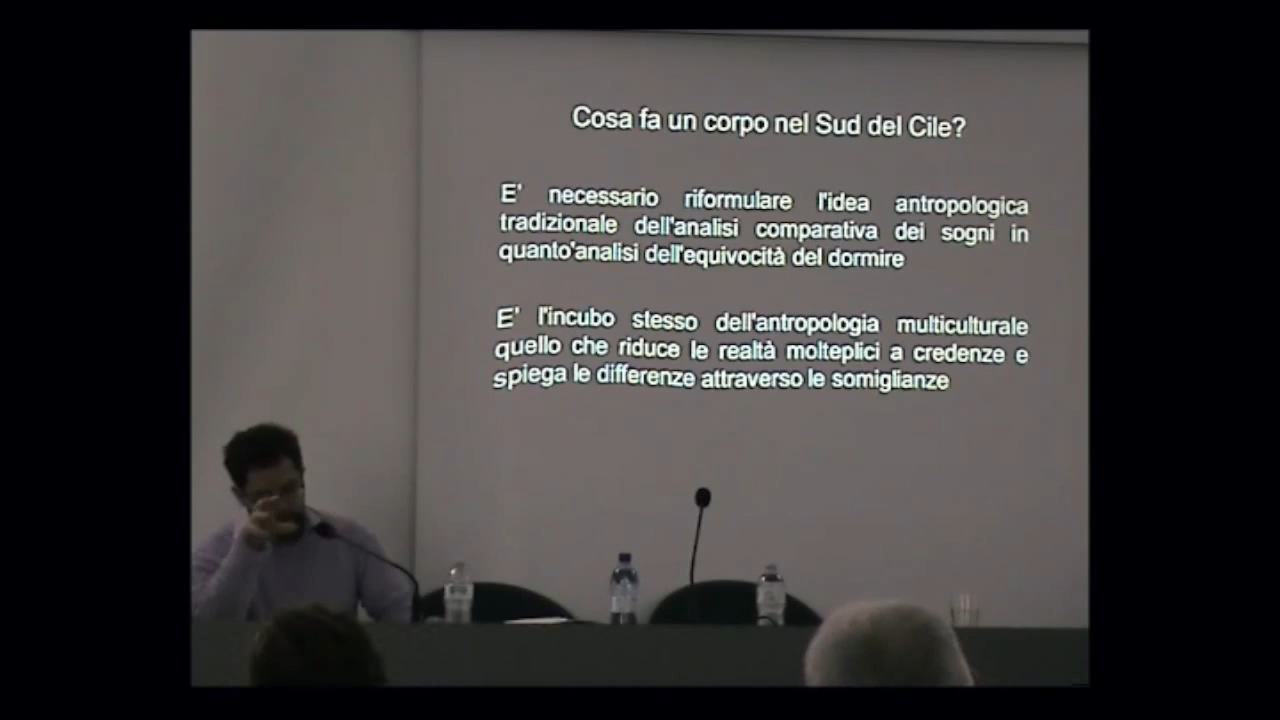 Cosa fa un corpo nel Sud del Cile?
E' necessario riformulare l'idea antropologica
tradizionale dell'analisi comparativa dei sogni in
quanto'analisi dell'equivocità del dormire
E' l'incubo stesso dell'antropologia multiculturale
quello che riduce le realtà molteplici a credenze e
spiega le differenze attraverso le somiglianze